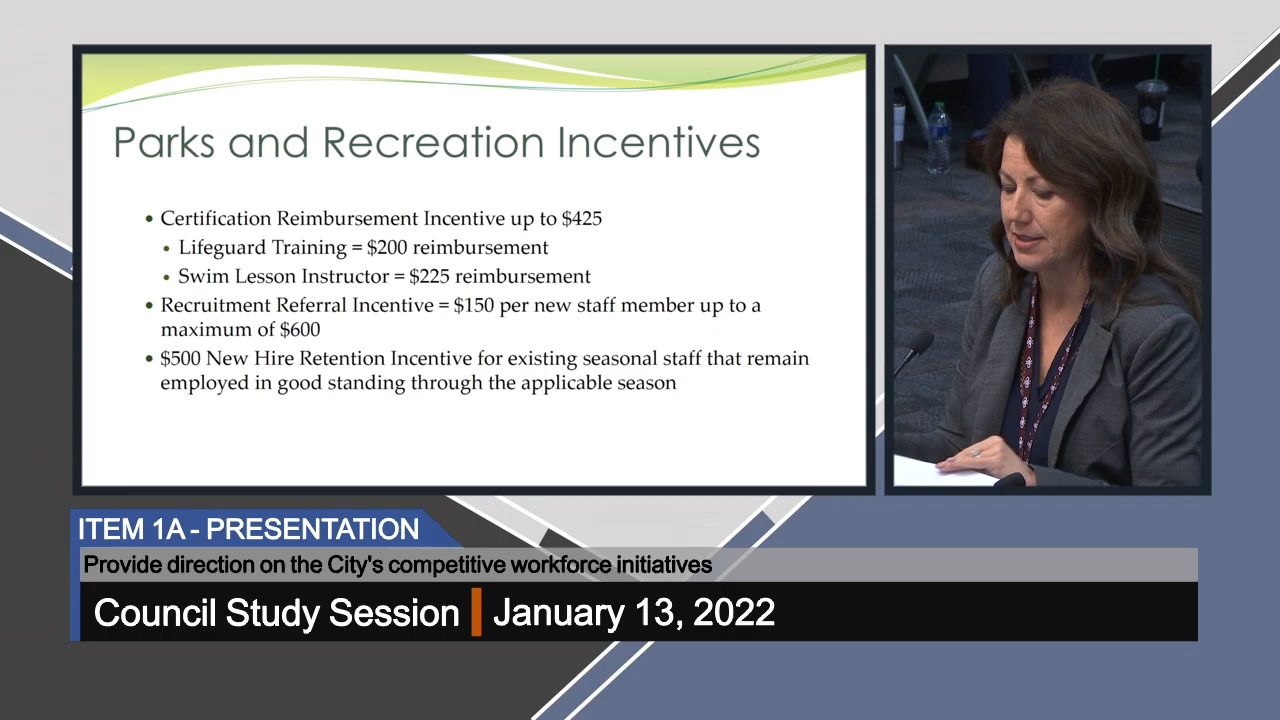 Parks and Recreation Incentives
• Certification Reimbursement Incentive up to $425
• Lifeguard Training = $200 reimbursement
• Swim Lesson Instructor = $225 reimbursement
• Recruitment Referral Incentive = $150 per new staff member up to a
maximum of $600
• $500 New Hire Retention Incentive for existing seasonal staff that remain
employed in good standing through the applicable season
ITEM 1A - PRESENTATION
Provide direction on the City's competitive workforce initiatives
Council Study Session | January 13, 2022